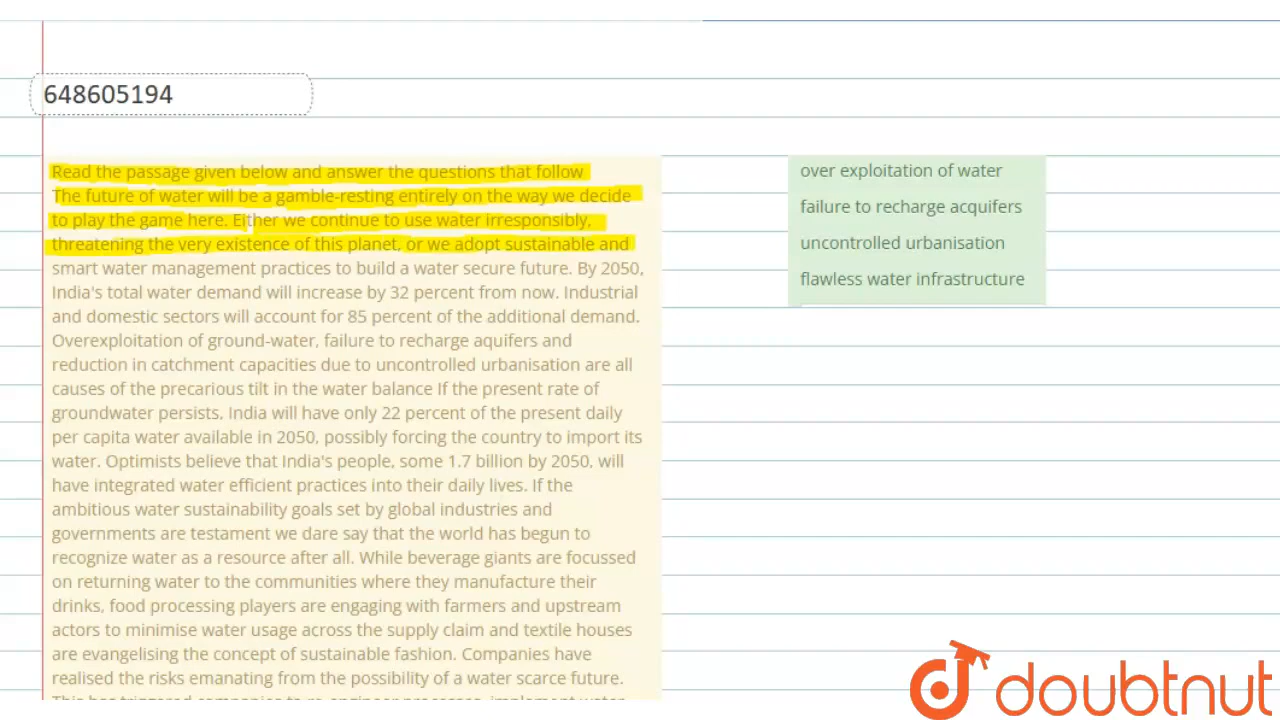 648605194
Read the passage given below and answer the questions that follow
The future of water will be a gamble-resting entirely on the way we decide
to play the game here. Either we continue to use water irresponsibly,
threatening the very existence of this planet, or we adopt sustainable and
smart water management practices to build a water secure future. By 2050,
India's total water demand will increase by 32 percent from now. Industrial
and domestic sectors will account for 85 percent of the additional demand.
Overexploitation of ground-water, failure to recharge aquifers and
reduction in catchment capacities due to uncontrolled urbanisation are all
causes of the precarious tilt in the water balance If the present rate of
groundwater persists, India will have only 22 percent of the present daily
per capita water available in 2050, possibly forcing the country to import its
water. Optimists believe that India's people, some 1.7 billion by 2050, will
have integrated water efficient practices into their daily lives. If the
ambitious water sustainability goals set by global industries and
governments are testament we dare say that the world has begun to
recognize water as a resource after all. While beverage giants are focussed
on returning water to the communities where they manufacture their
drinks, food processing players are engaging with farmers and upstream
actors to minimise water usage across the supply claim and textile houses
are evangelising the concept of sustainable fashion. Companies have
realised the risks emanating from the possibility of a water scarce future.
This has triggered companies to re-engineer processes, implement water
over exploitation of water
failure to recharge acquifers
uncontrolled urbanisation
flawless water infrastructure
doubtnut